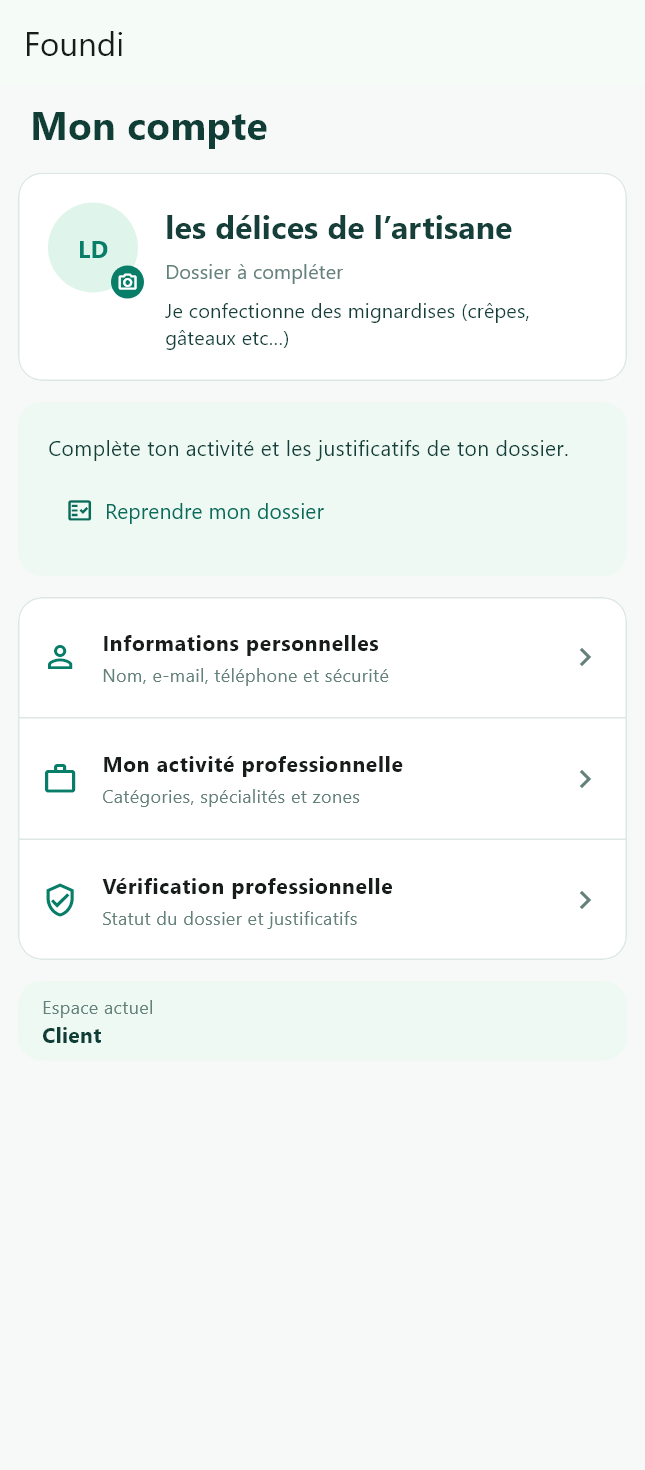 Foundi
Mon compte
LD
les délices de l’artisane
Dossier à compléter
Je confectionne des mignardises (crêpes,
gâteaux etc...)
Complète ton activité et les justificatifs de ton dossier.
Reprendre mon dossier
Informations personnelles
Nom, e-mail, téléphone et sécurité
Mon activité professionnelle
Catégories, spécialités et zones
Vérification professionnelle
Statut du dossier et justificatifs
Espace actuel
Client